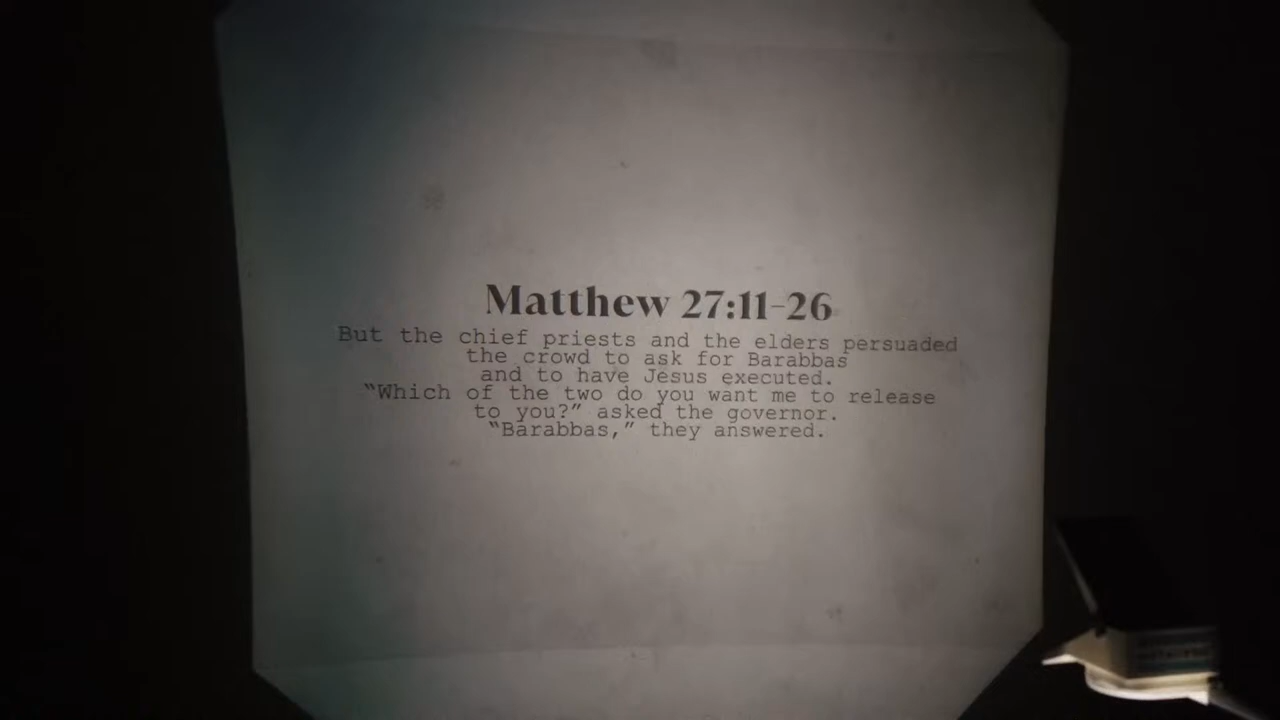 Matthew 27:11-26
But the chief priests and the elders persuaded
the crowd to ask for Barabbas
and to have Jesus executed.
“Which of the two do you want me to release
to you?” asked the governor.
“Barabbas,” they answered.